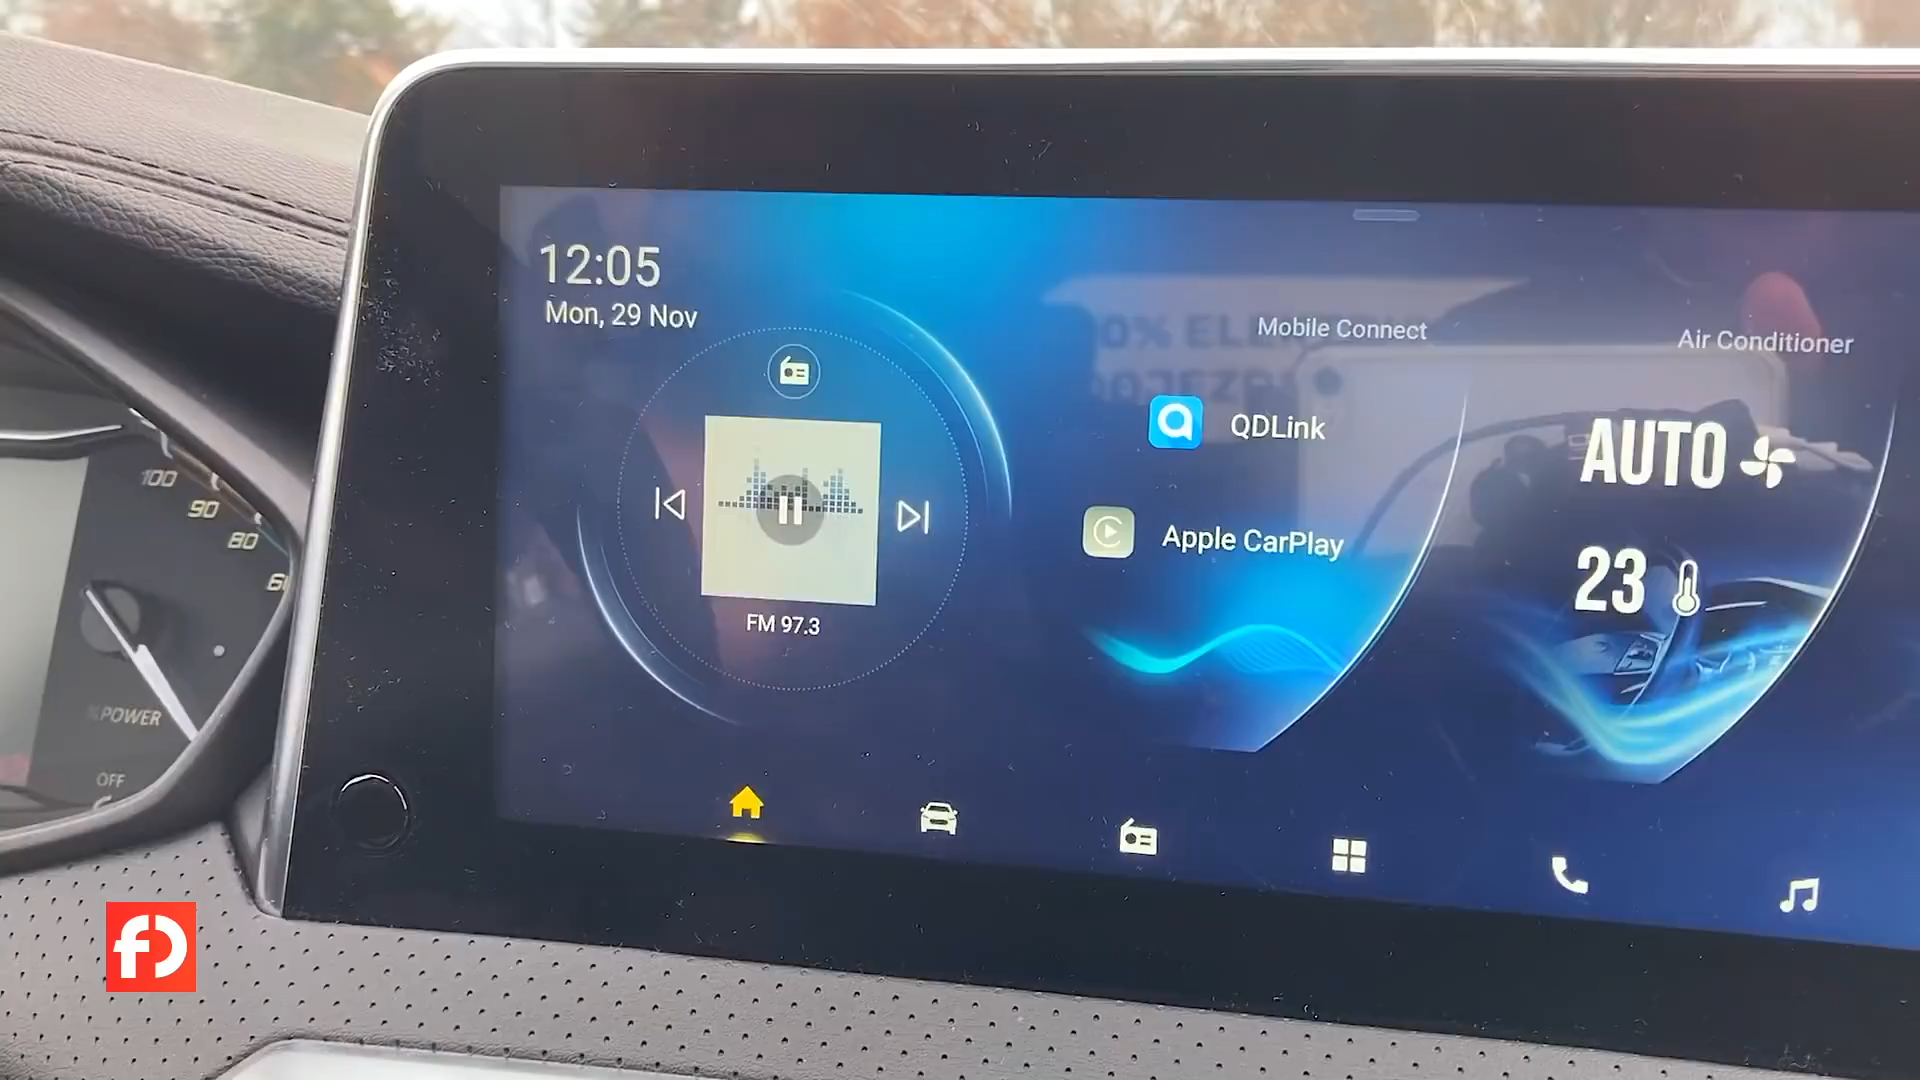 12:05
Mon, 29 Nov
FM 97.3
Mobile Connect
QDLink
Apple CarPlay
Air Conditioner
AUTO
23
100
90
80
%POWER
OFF